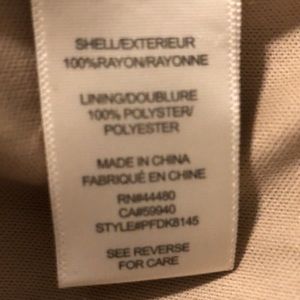 SHELL/EXTERIEUR
100%RAYON/RAYONNE
LINING/DOUBLURE
100% POLYSTER/
POLYESTER
MADE IN CHINA
FABRIQUÉ EN CHINE
RN#44480
CA#59940
STYLE#PFDK8145
SEE REVERSE
FOR CARE